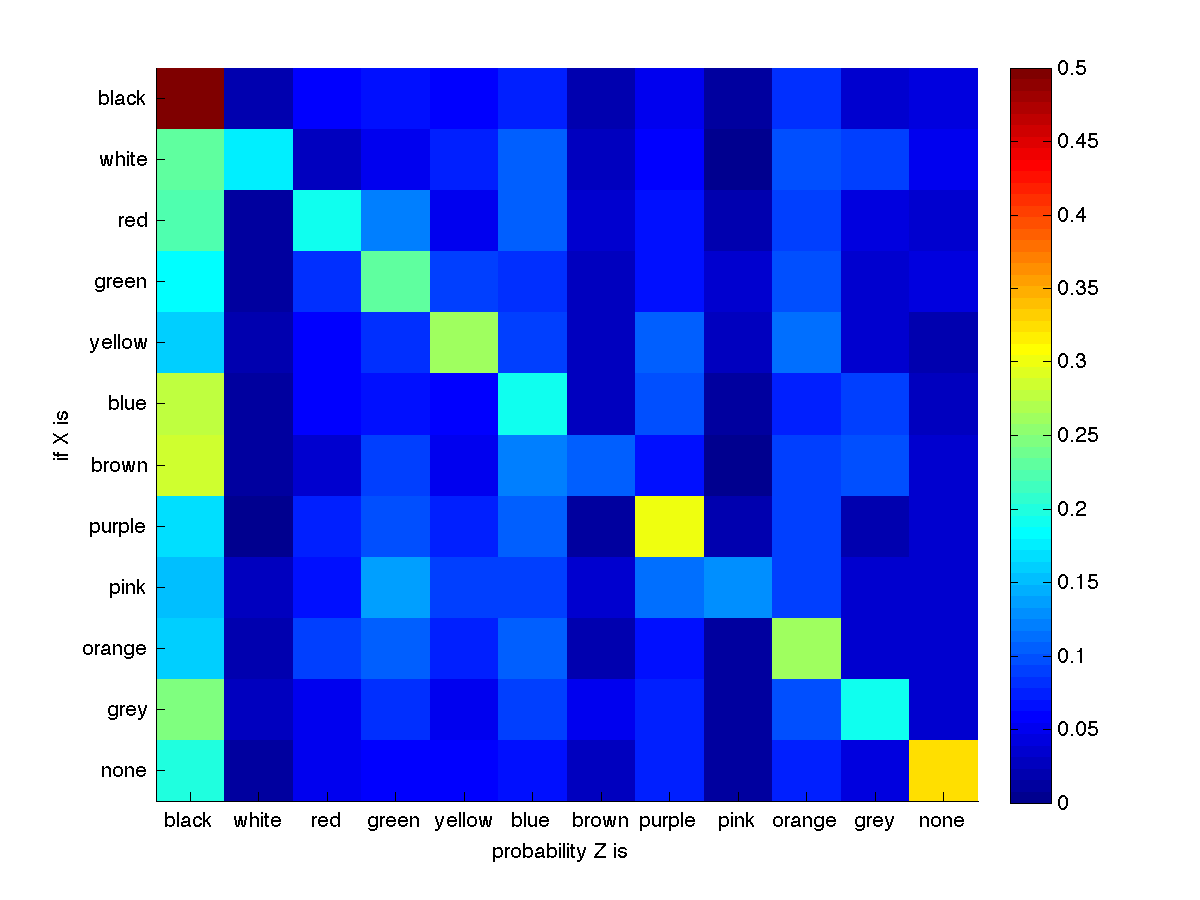 if X is
black
white
red
green
yellow
blue
brown
purple
pink
orange
grey
none
black white red green yellow blue brown purple pink orange grey none
probability Z is
0.5
0.45
0.4
0.35
0.3
0.25
0.2
0.15
0.1
0.05
0